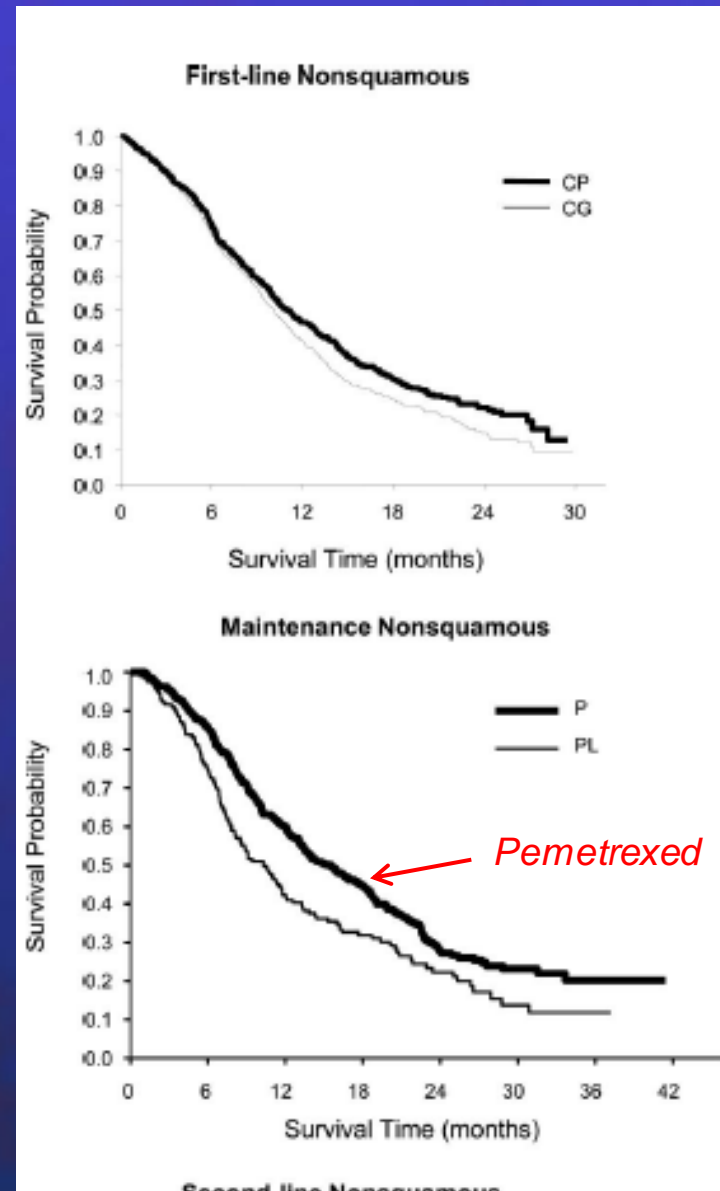 First-line Nonsquamous
1.0
0.9
0.8
0.7
0.6
0.5
0.4
0.3
0.2
0.1
0.0
Survival Probability
CP
CG
0 6 12 18 24 30
Survival Time (months)
Maintenance Nonsquamous
1.0
0.9
0.8
0.7
0.6
0.5
0.4
0.3
0.2
0.1
0.0
Survival Probability
P
PL
Pemetrexed
0 6 12 18 24 30 36 42
Survival Time (months)
Second-line Nonsquamous